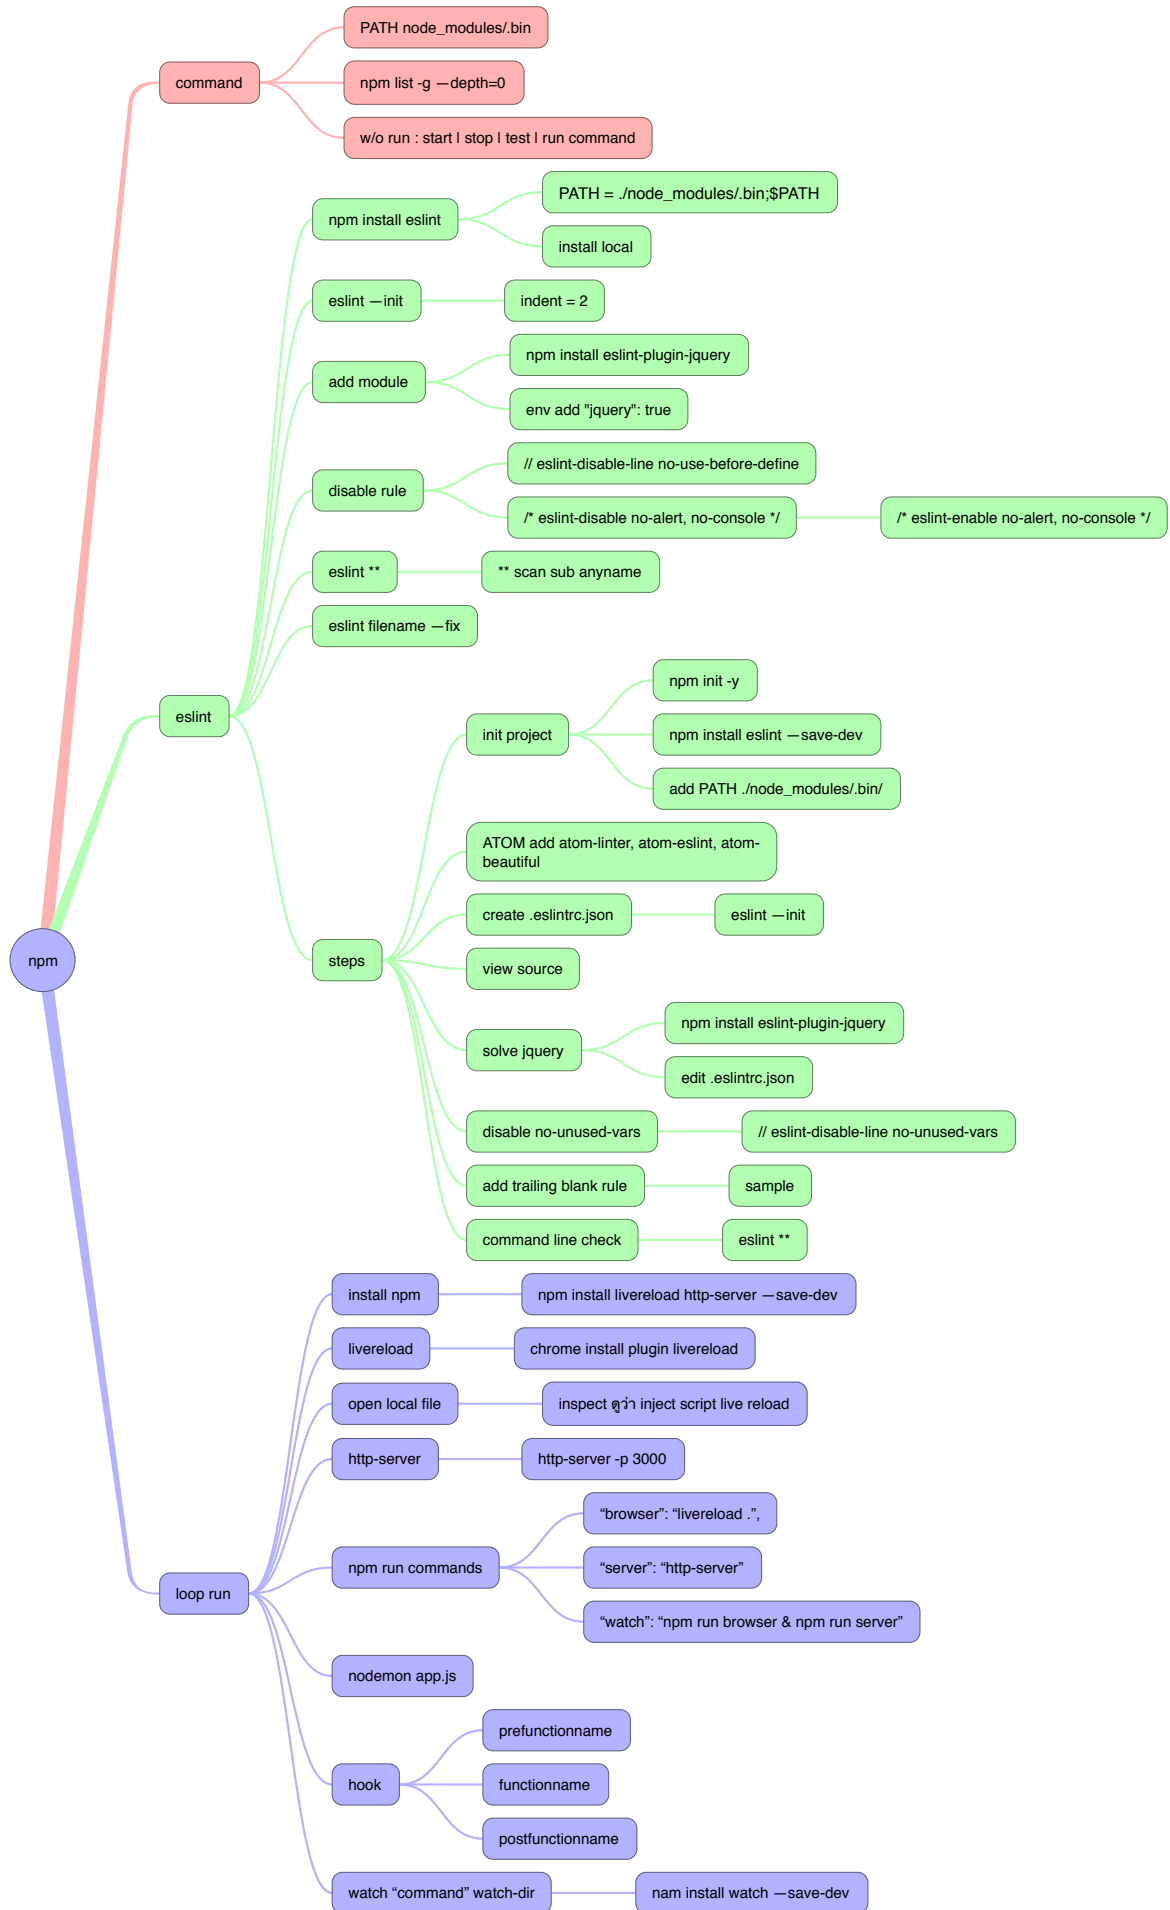 PATH node_modules/.bin
command
npm list -g —depth=0
w/o run : start | stop | test | run command
PATH = ./node_modules/.bin;$PATH
npm install eslint
install local
eslint —init
indent = 2
npm install eslint-plugin-jquery
add module
env add "jquery": true
// eslint-disable-line no-use-before-define
disable rule
/* eslint-disable no-alert, no-console */
/* eslint-enable no-alert, no-console */
eslint **
** scan sub anyname
eslint filename —fix
eslint
npm init -y
init project
npm install eslint —save-dev
add PATH ./node_modules/.bin/
ATOM add atom-linter, atom-eslint, atom-
beautiful
create .eslintrc.json
eslint —init
npm
steps
view source
npm install eslint-plugin-jquery
solve jquery
edit .eslintrc.json
disable no-unused-vars
// eslint-disable-line no-unused-vars
add trailing blank rule
sample
command line check
eslint **
install npm
npm install livereload http-server —save-dev
livereload
chrome install plugin livereload
open local file
inspect ดูว่า inject script live reload
http-server
http-server -p 3000
“browser”: “livereload .”,
npm run commands
“server”: “http-server”
loop run
“watch”: “npm run browser & npm run server”
nodemon app.js
prefunctionname
hook
functionname
postfunctionname
watch “command” watch-dir
nam install watch —save-dev